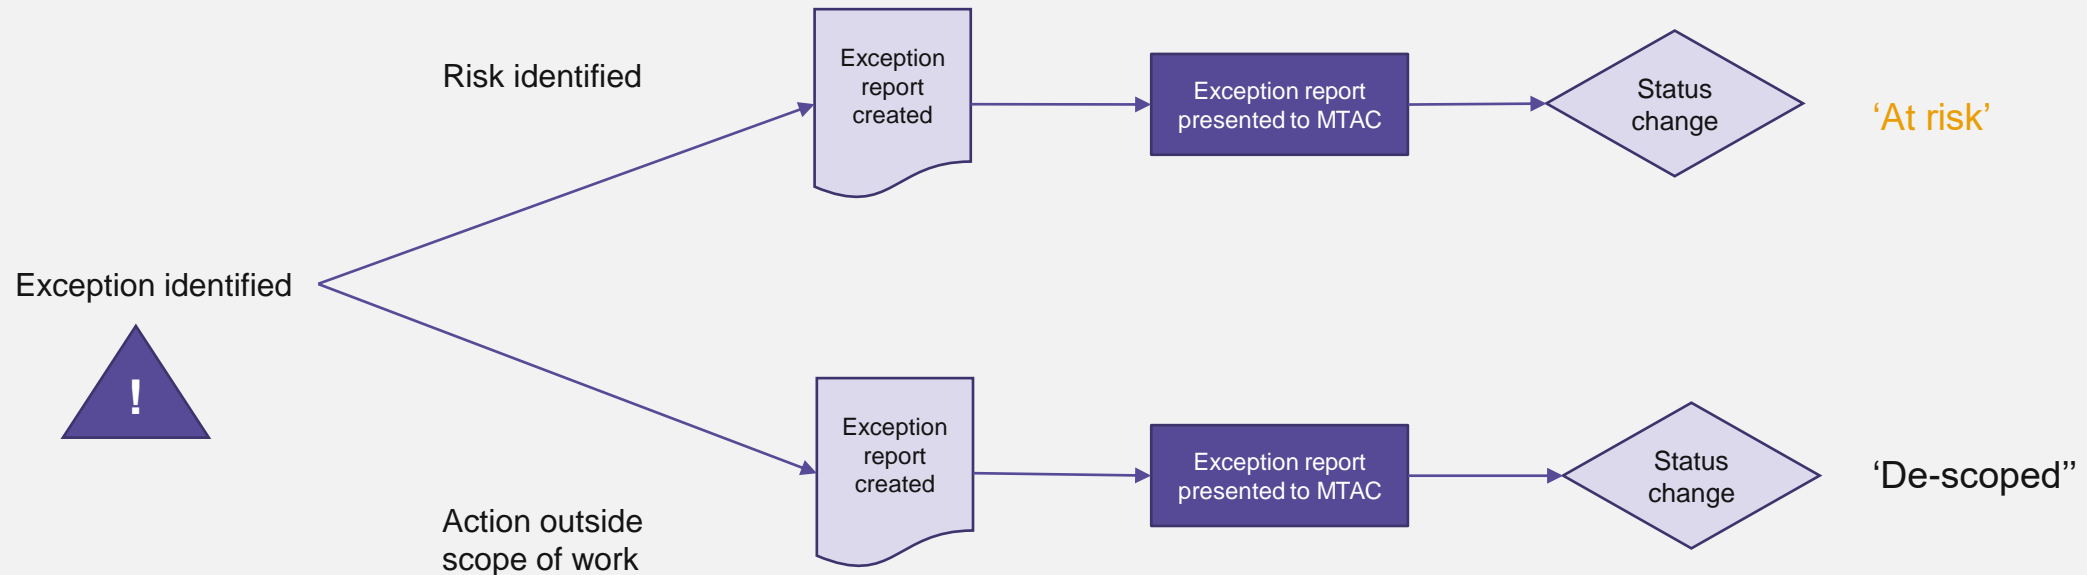 Risk identified
Exception
report
created
Exception report
presented to MTAC
Status
change
‘At risk’
Exception identified
!
Action outside
scope of work
Exception
report
created
Exception report
presented to MTAC
Status
change
‘De-scoped’’